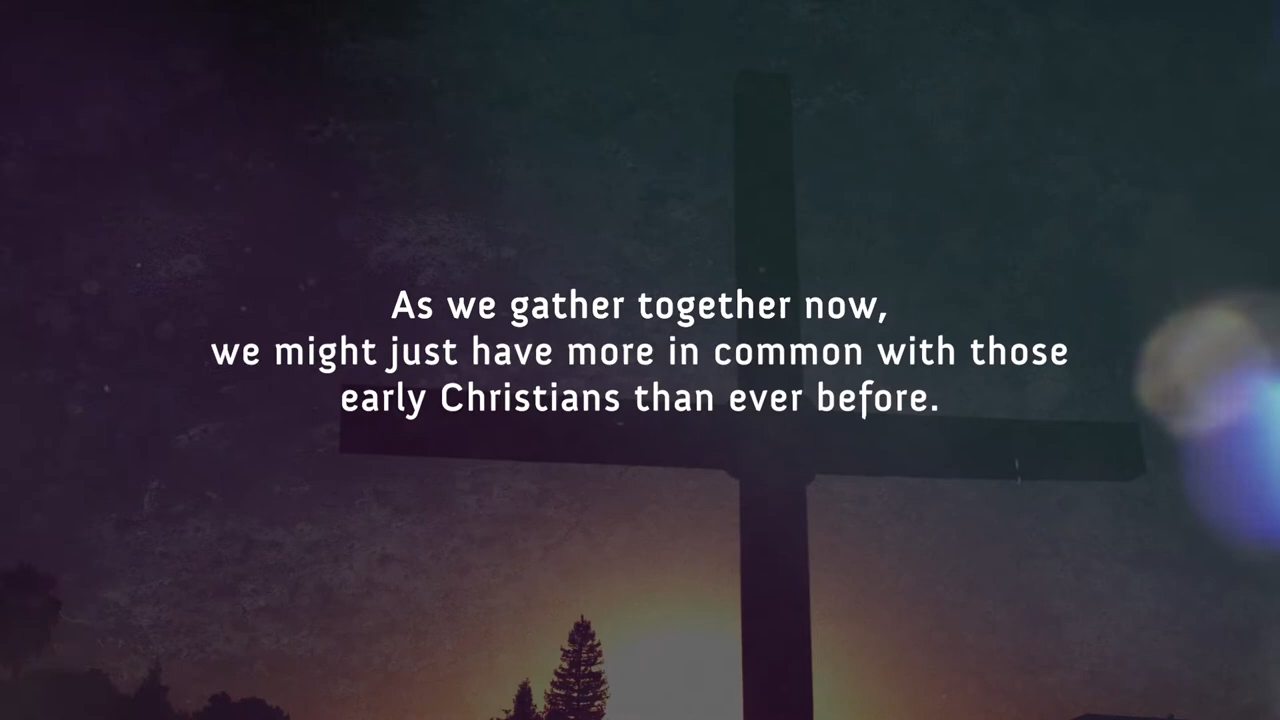 As we gather together now,
we might just have more in common with those
early Christians than ever before.